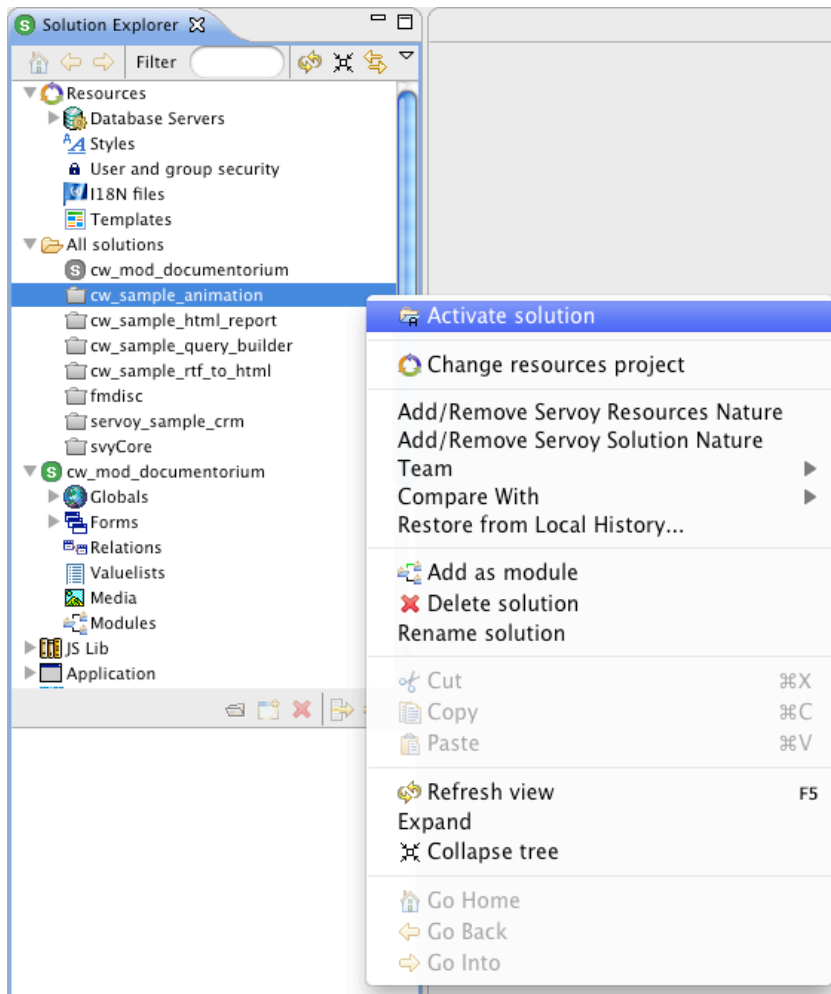 Solution Explorer
Filter
Resources
Database Servers
Styles
User and group security
I18N files
Templates
All solutions
cw_mod_documentorium
cw_sample_animation
cw_sample_html_report
cw_sample_query_builder
cw_sample_rtf_to_html
fmdisc
servoy_sample_crm
svyCore
cw_mod_documentorium
Globals
Forms
Relations
Valuelists
Media
Modules
JS Lib
Application
Activate solution
Change resources project
Add/Remove Servoy Resources Nature
Add/Remove Servoy Solution Nature
Team
Compare With
Restore from Local History...
Add as module
Delete solution
Rename solution
Cut ⌘X
Copy ⌘C
Paste ⌘V
Refresh view F5
Expand
Collapse tree
Go Home
Go Back
Go Into